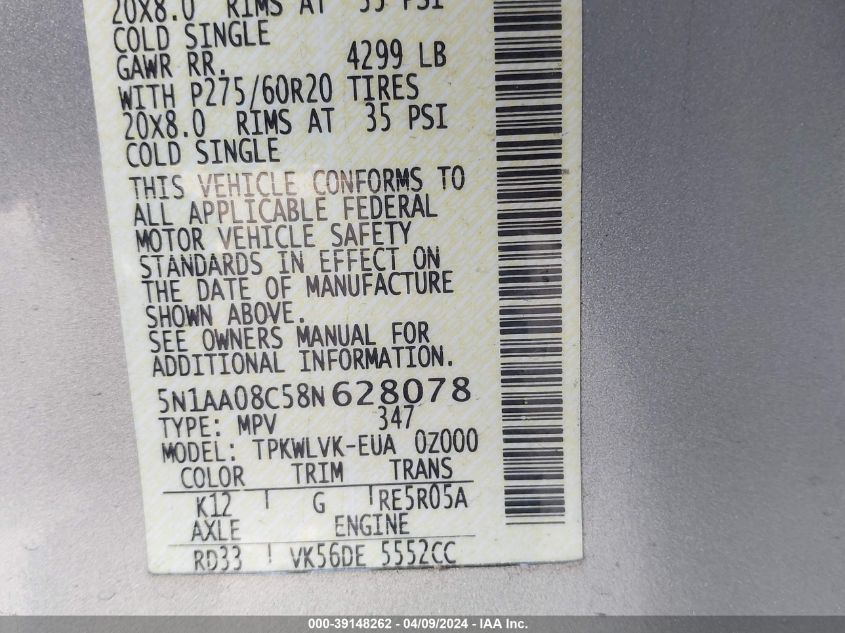 20X8.0 RIMS AT 35 PSI
COLD SINGLE
GAWR RR. 4299 LB
WITH P275/60R20 TIRES
20X8.0 RIMS AT 35 PSI
COLD SINGLE
THIS VEHICLE CONFORMS TO
ALL APPLICABLE FEDERAL
MOTOR VEHICLE SAFETY
STANDARDS IN EFFECT ON
THE DATE OF MANUFACTURE
SHOWN ABOVE.
SEE OWNERS MANUAL FOR
ADDITIONAL INFORMATION.
5N1AA08C58N628078
TYPE: MPV 347
MODEL: TPKWLVK-EUA 0Z000
COLOR TRIM TRANS
K12 G RE5R05A
AXLE ENGINE
RD33 VK56DE 5552CC
000-39148262 - 04/09/2024 - IAA Inc.